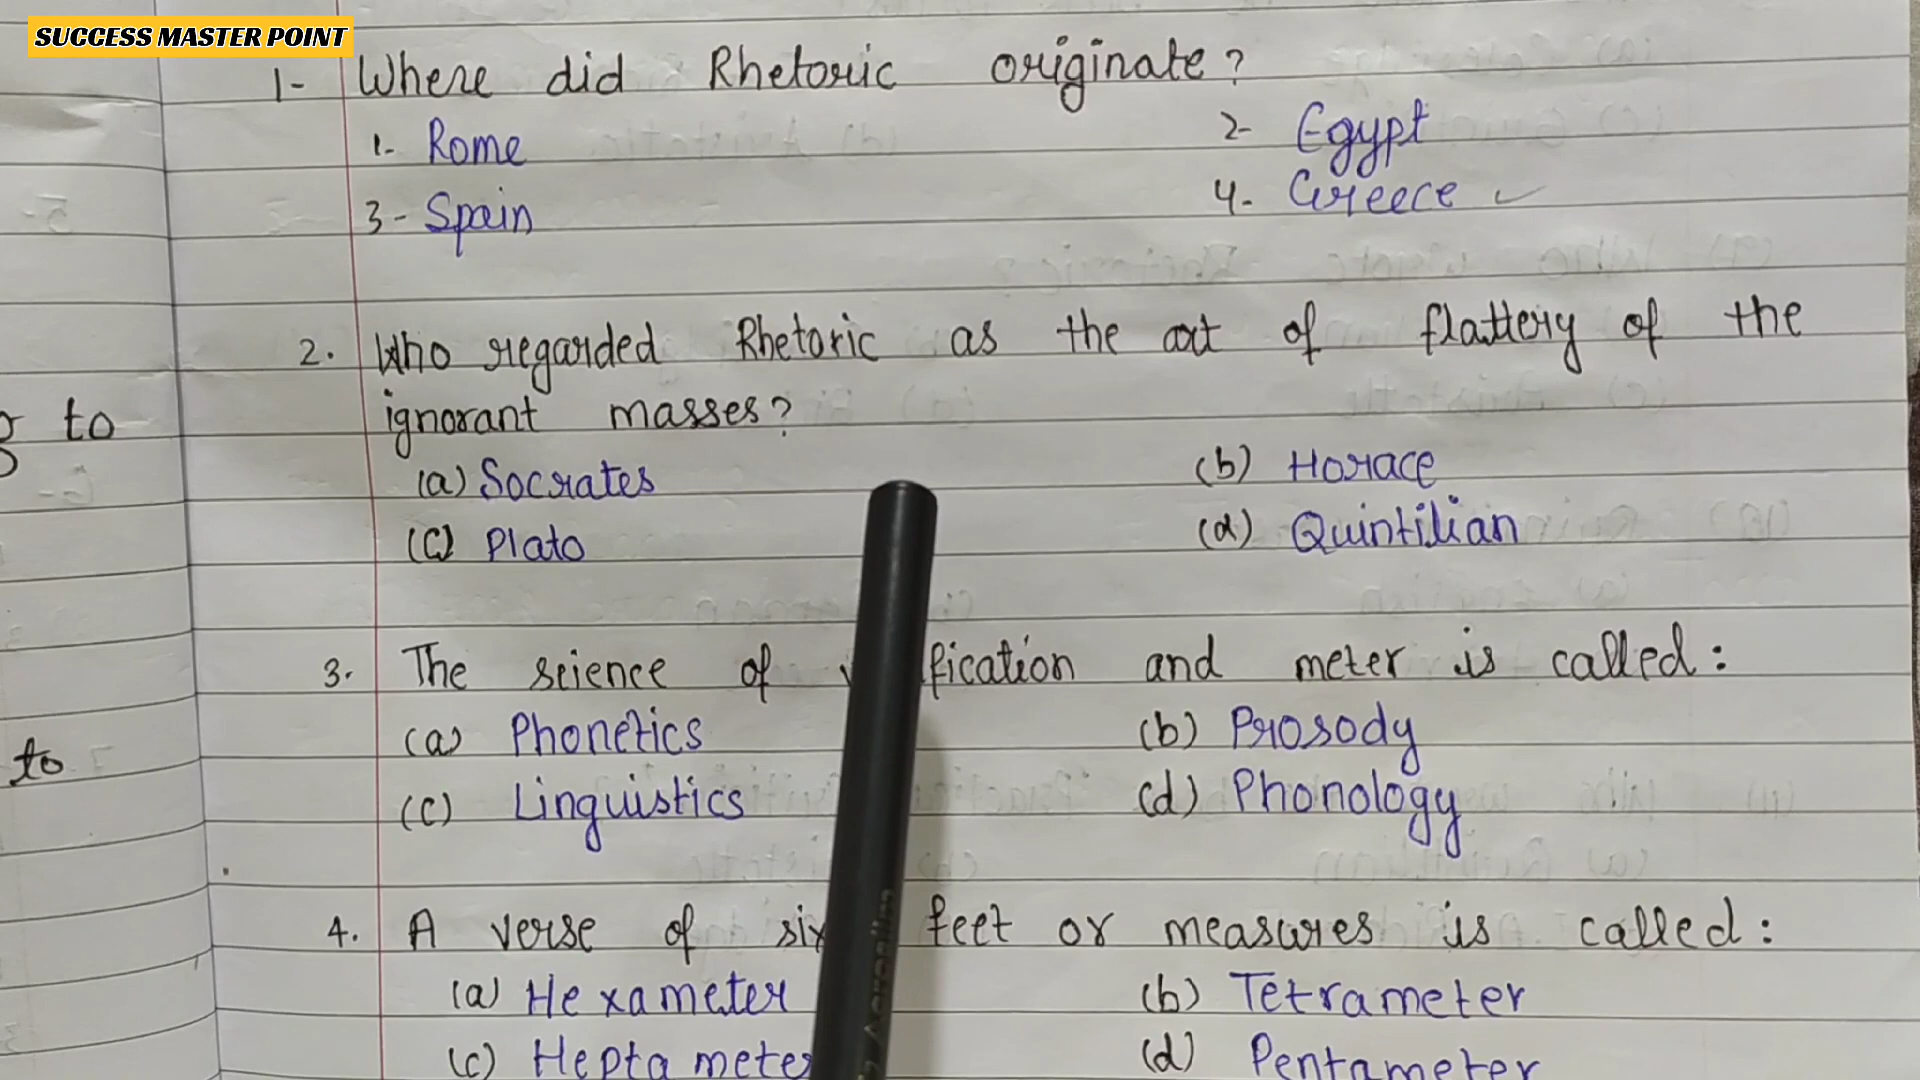 SUCCESS MASTER POINT
1- Where did Rhetoric originate?
1- Rome 2- Egypt
3- Spain 4- Greece ✓
2. Who regarded Rhetoric as the art of flattery of the
ignorant masses?
(a) Socrates (b) Horace
(c) Plato (d) Quintilian
3. The science of fication and meter is called:
(a) Phonetics (b) Prosody
(c) Linguistics (d) Phonology
4. A verse of six feet or measures is called:
(a) Hexameter (b) Tetrameter
(c) Heptameter (d) Pentameter
to
to